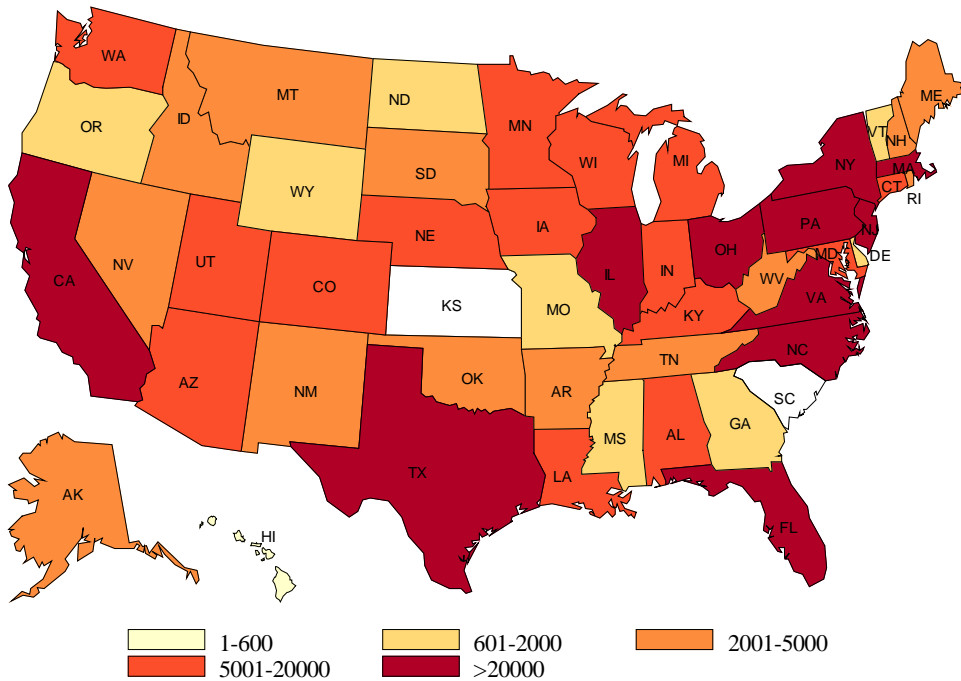 WA
MT
ND
ME
OR
ID
MN
VT
NH
SD
WI
MI
NY
MA
WY
CT
RI
NE
IA
PA
NJ
NV
UT
OH
DE
CA
CO
IL
IN
MD
WV
KS
MO
VA
KY
NC
AZ
NM
OK
AR
TN
SC
MS
AL
GA
TX
LA
AK
FL
HI
1-600
601-2000
2001-5000
5001-20000
>20000